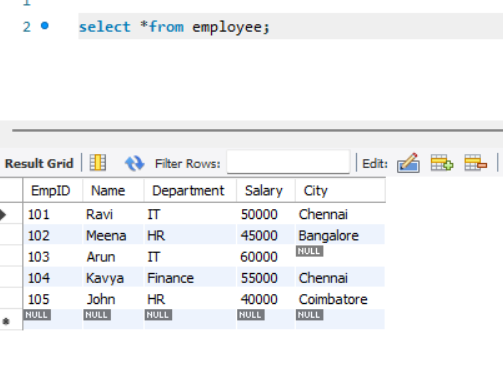 1
2 select *from employee;
Result Grid Filter Rows: Edit:
EmpID Name Department Salary City
101 Ravi IT 50000 Chennai
102 Meena HR 45000 Bangalore
103 Arun IT 60000 NULL
104 Kavya Finance 55000 Chennai
105 John HR 40000 Coimbatore
* NULL NULL NULL NULL NULL